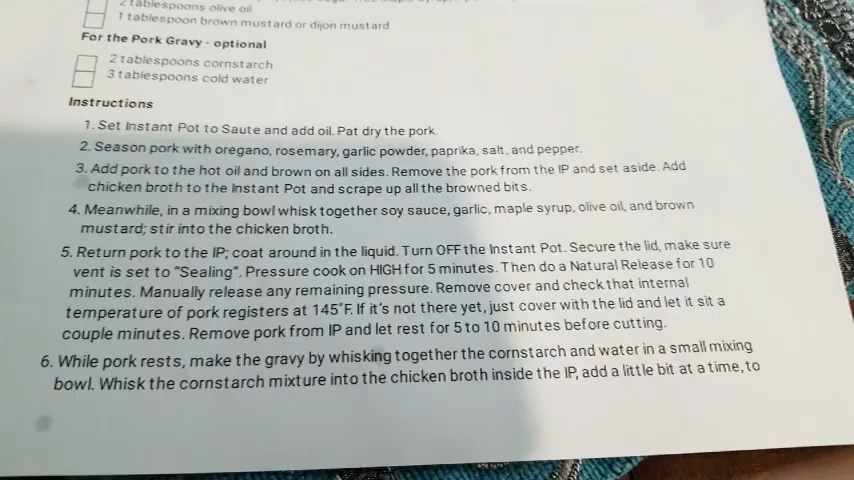 2 tablespoons olive oil
1 tablespoon brown mustard or dijon mustard
For the Pork Gravy - optional
2 tablespoons cornstarch
3 tablespoons cold water
Instructions
1. Set Instant Pot to Saute and add oil. Pat dry the pork.
2. Season pork with oregano, rosemary, garlic powder, paprika, salt, and pepper.
3. Add pork to the hot oil and brown on all sides. Remove the pork from the IP and set aside. Add
chicken broth to the Instant Pot and scrape up all the browned bits.
4. Meanwhile, in a mixing bowl whisk together soy sauce, garlic, maple syrup, olive oil, and brown
mustard; stir into the chicken broth.
5. Return pork to the IP; coat around in the liquid. Turn OFF the Instant Pot. Secure the lid, make sure
vent is set to "Sealing". Pressure cook on HIGH for 5 minutes. Then do a Natural Release for 10
minutes. Manually release any remaining pressure. Remove cover and check that internal
temperature of pork registers at 145˚F. If it's not there yet, just cover with the lid and let it sit a
couple minutes. Remove pork from IP and let rest for 5 to 10 minutes before cutting.
6. While pork rests, make the gravy by whisking together the cornstarch and water in a small mixing
bowl. Whisk the cornstarch mixture into the chicken broth inside the IP, add a little bit at a time, to